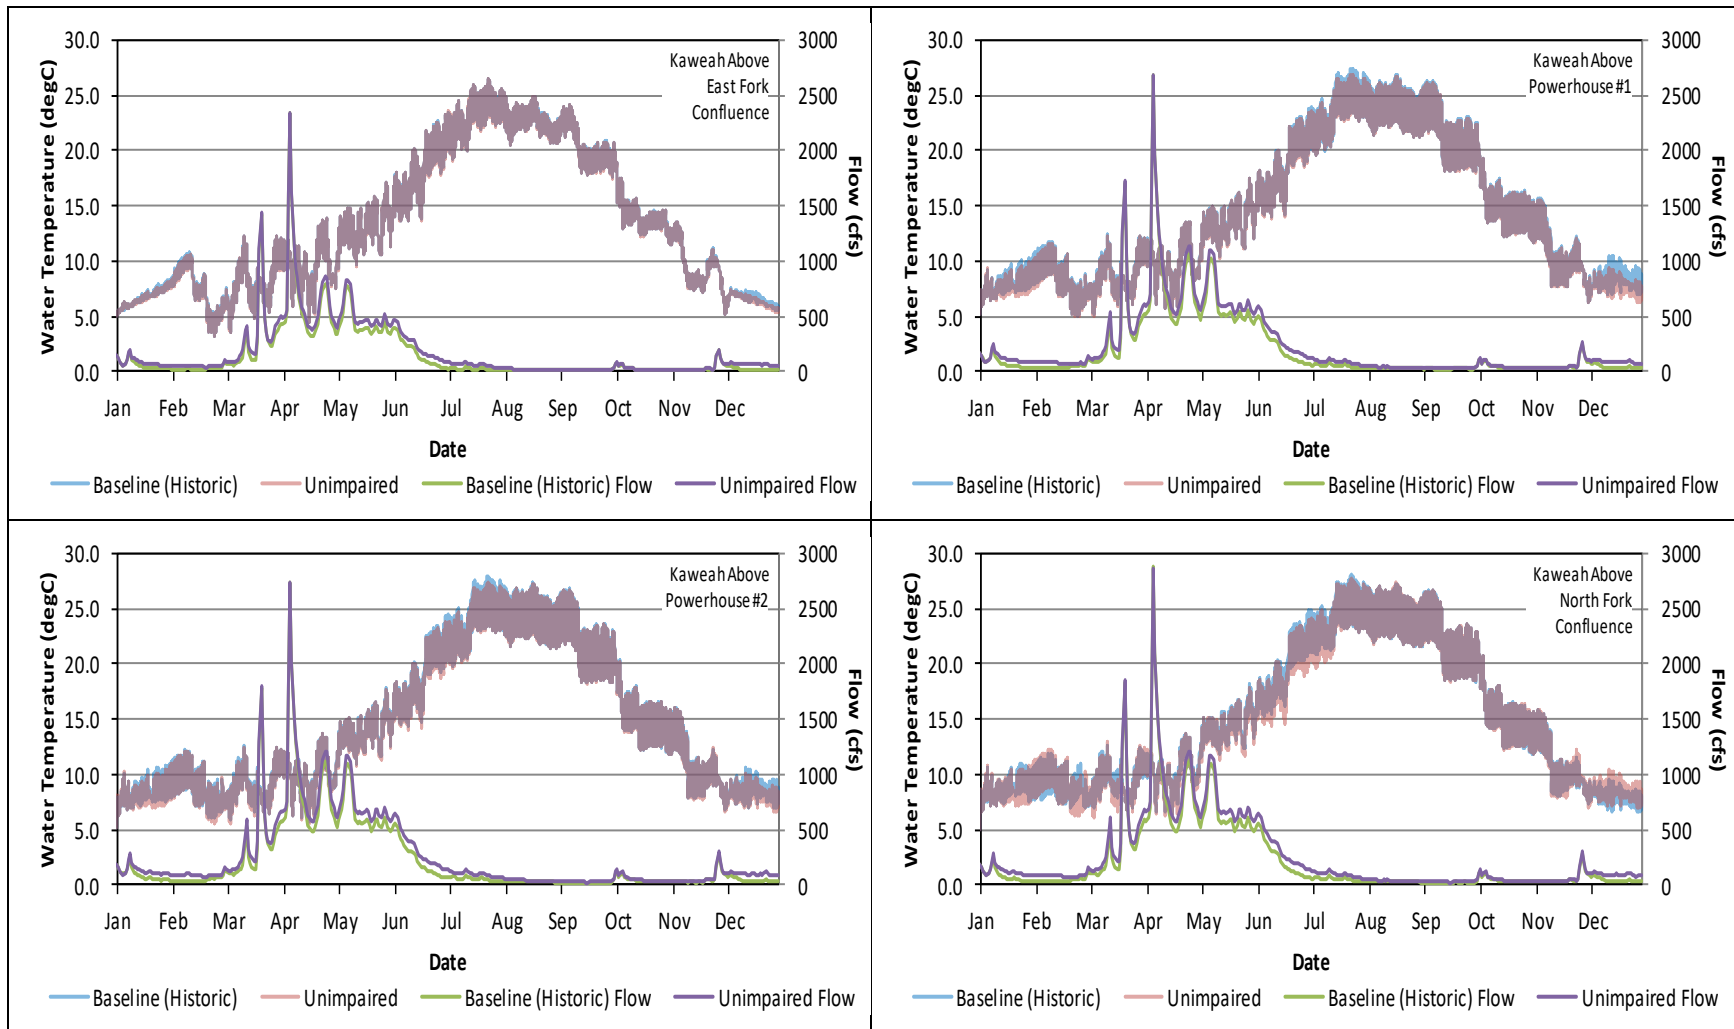 30.0 3000
Kaweah Above
East Fork
Confluence
25.0 2500
20.0 2000
15.0 1500
10.0 1000
5.0 500
0.0 0
Water Temperature (degC)
Flow (cfs)
Jan Feb Mar Apr May Jun Jul Aug Sep Oct Nov Dec
Date
Baseline (Historic) Unimpaired Baseline (Historic) Flow Unimpaired Flow
30.0 3000
Kaweah Above
Powerhouse #1
25.0 2500
20.0 2000
15.0 1500
10.0 1000
5.0 500
0.0 0
Water Temperature (degC)
Flow (cfs)
Jan Feb Mar Apr May Jun Jul Aug Sep Oct Nov Dec
Date
Baseline (Historic) Unimpaired Baseline (Historic) Flow Unimpaired Flow
30.0 3000
Kaweah Above
Powerhouse #2
25.0 2500
20.0 2000
15.0 1500
10.0 1000
5.0 500
0.0 0
Water Temperature (degC)
Flow (cfs)
Jan Feb Mar Apr May Jun Jul Aug Sep Oct Nov Dec
Date
Baseline (Historic) Unimpaired Baseline (Historic) Flow Unimpaired Flow
30.0 3000
Kaweah Above
North Fork
Confluence
25.0 2500
20.0 2000
15.0 1500
10.0 1000
5.0 500
0.0 0
Water Temperature (degC)
Flow (cfs)
Jan Feb Mar Apr May Jun Jul Aug Sep Oct Nov Dec
Date
Baseline (Historic) Unimpaired Baseline (Historic) Flow Unimpaired Flow